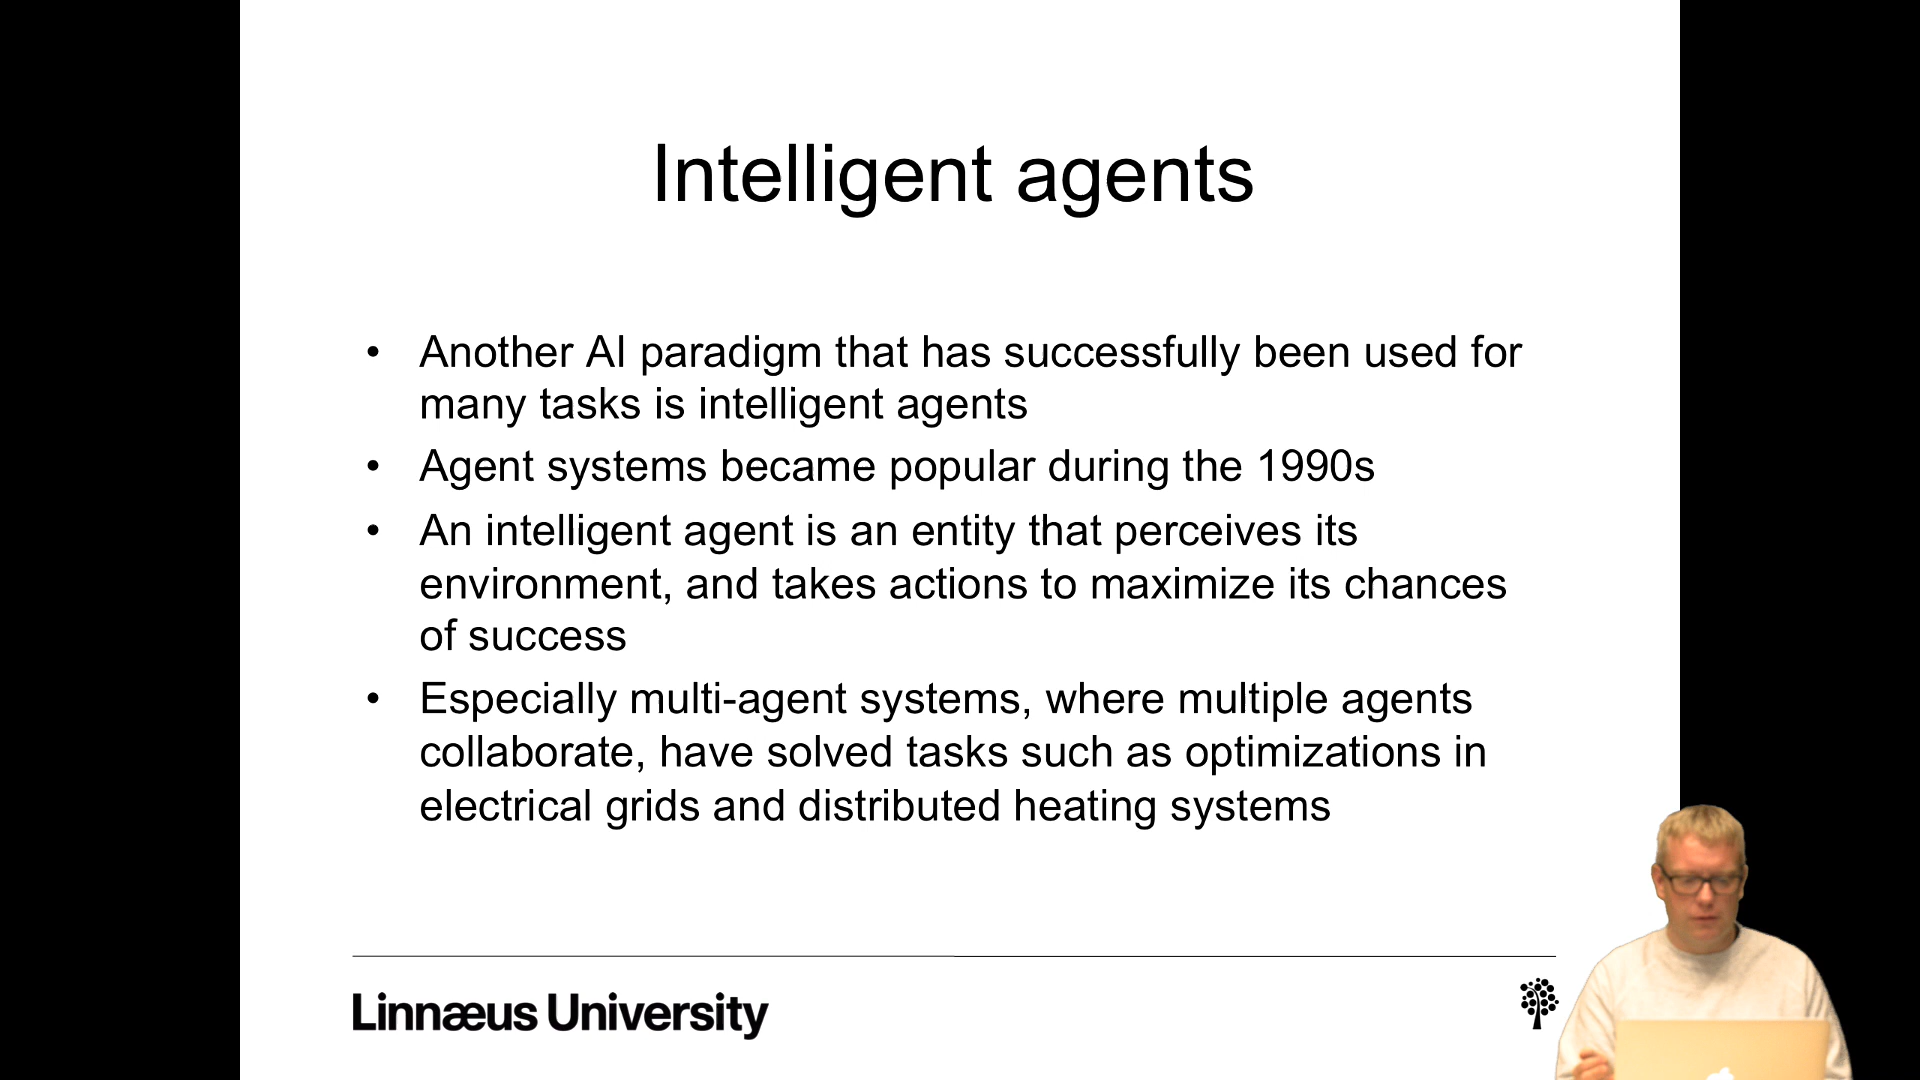 Intelligent agents
• Another AI paradigm that has successfully been used for
many tasks is intelligent agents
• Agent systems became popular during the 1990s
• An intelligent agent is an entity that perceives its
environment, and takes actions to maximize its chances
of success
• Especially multi-agent systems, where multiple agents
collaborate, have solved tasks such as optimizations in
electrical grids and distributed heating systems
Linnæus University